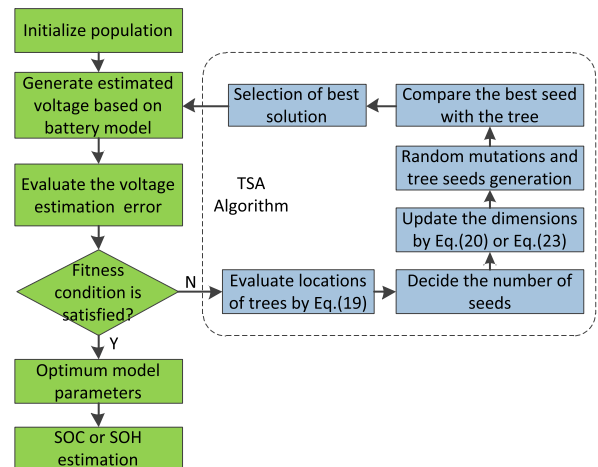 Initialize population
Generate estimated
voltage based on
battery model
Evaluate the voltage
estimation error
Fitness
condition is
satisfied?
N
Y
Optimum model
parameters
SOC or SOH
estimation
TSA
Algorithm
Evaluate locations
of trees by Eq.(19)
Decide the number of
seeds
Update the dimensions
by Eq.(20) or Eq.(23)
Random mutations and
tree seeds generation
Compare the best seed
with the tree
Selection of best
solution